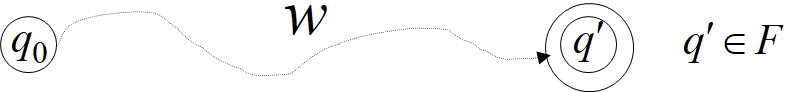 w
q₀ q′ q′ ∈ F